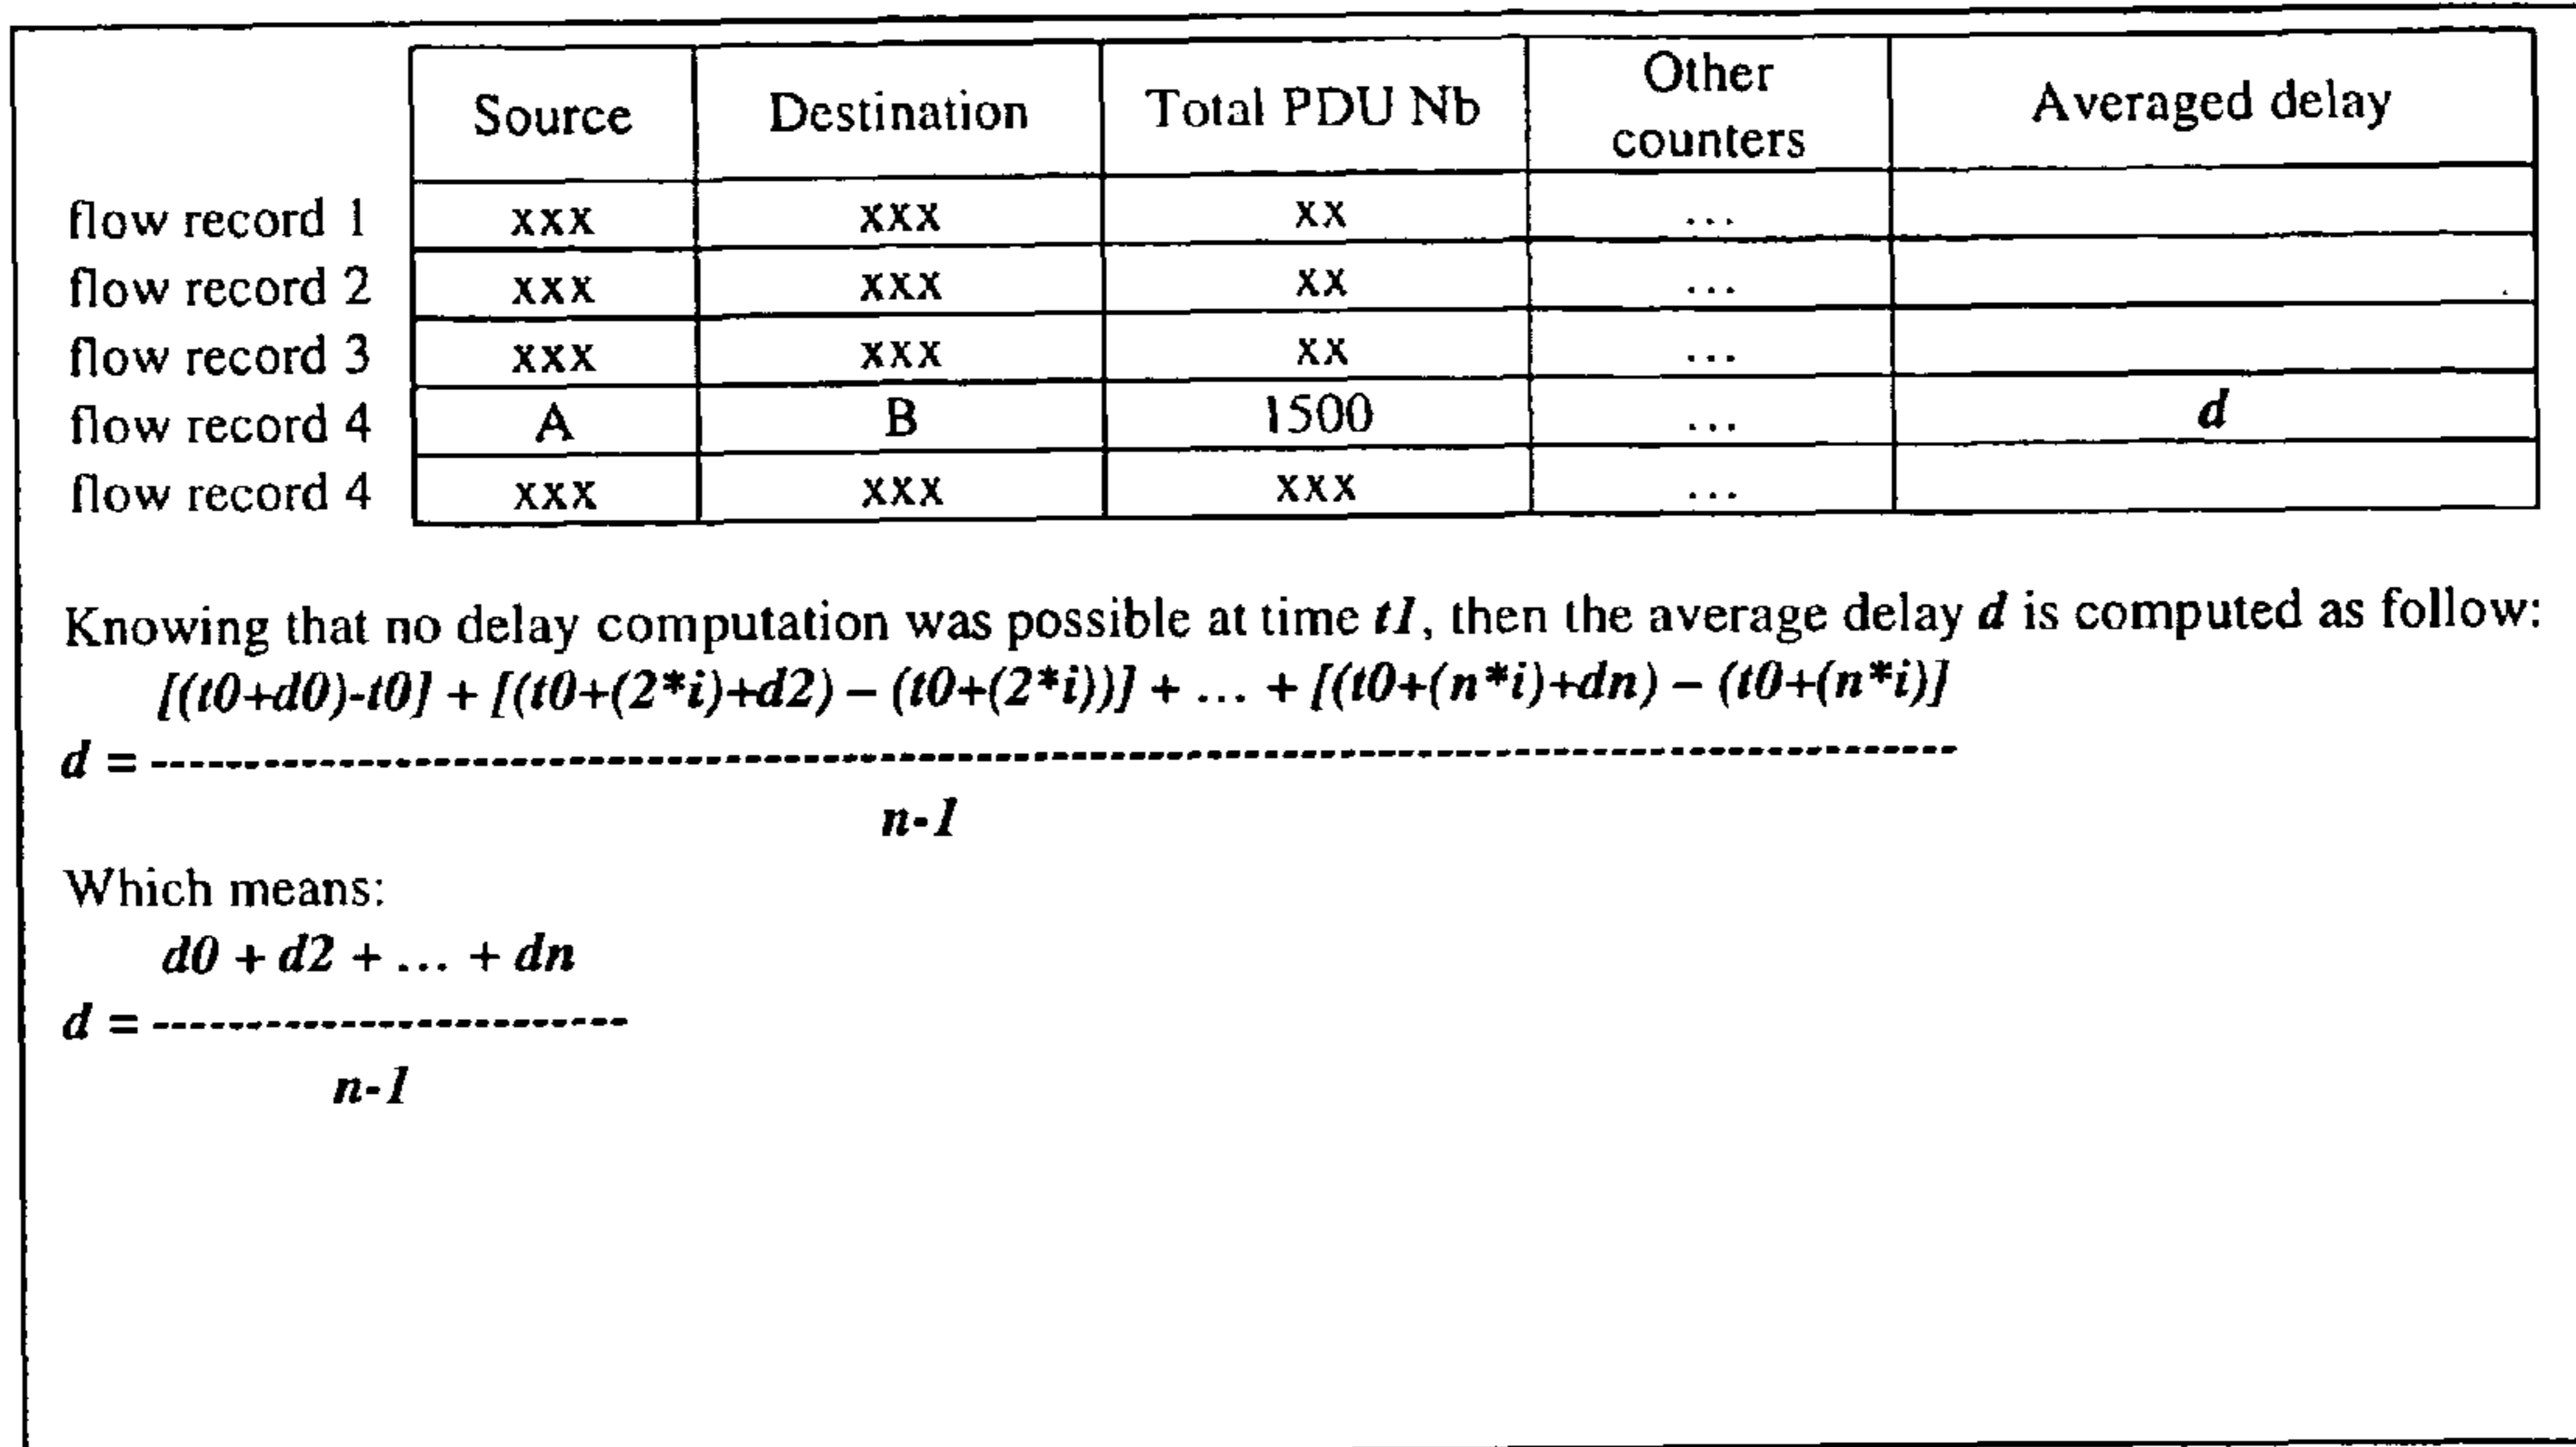 Source Destination Total PDU Nb Other counters Averaged delay
flow record 1 xxx xxx xx ...
flow record 2 xxx xxx xx ...
flow record 3 xxx xxx xx ...
flow record 4 A B 1500 ... d
flow record 4 xxx xxx xxx ...
Knowing that no delay computation was possible at time t1, then the average delay d is computed as follow:
[(t0+d0)-t0] + [(t0+(2*i)+d2) – (t0+(2*i))] + ... + [(t0+(n*i)+dn) – (t0+(n*i)]
d = ------------------------------------------------------------------------------------------------
n-1
Which means:
d0 + d2 + ... + dn
d = -------------------------
n-1